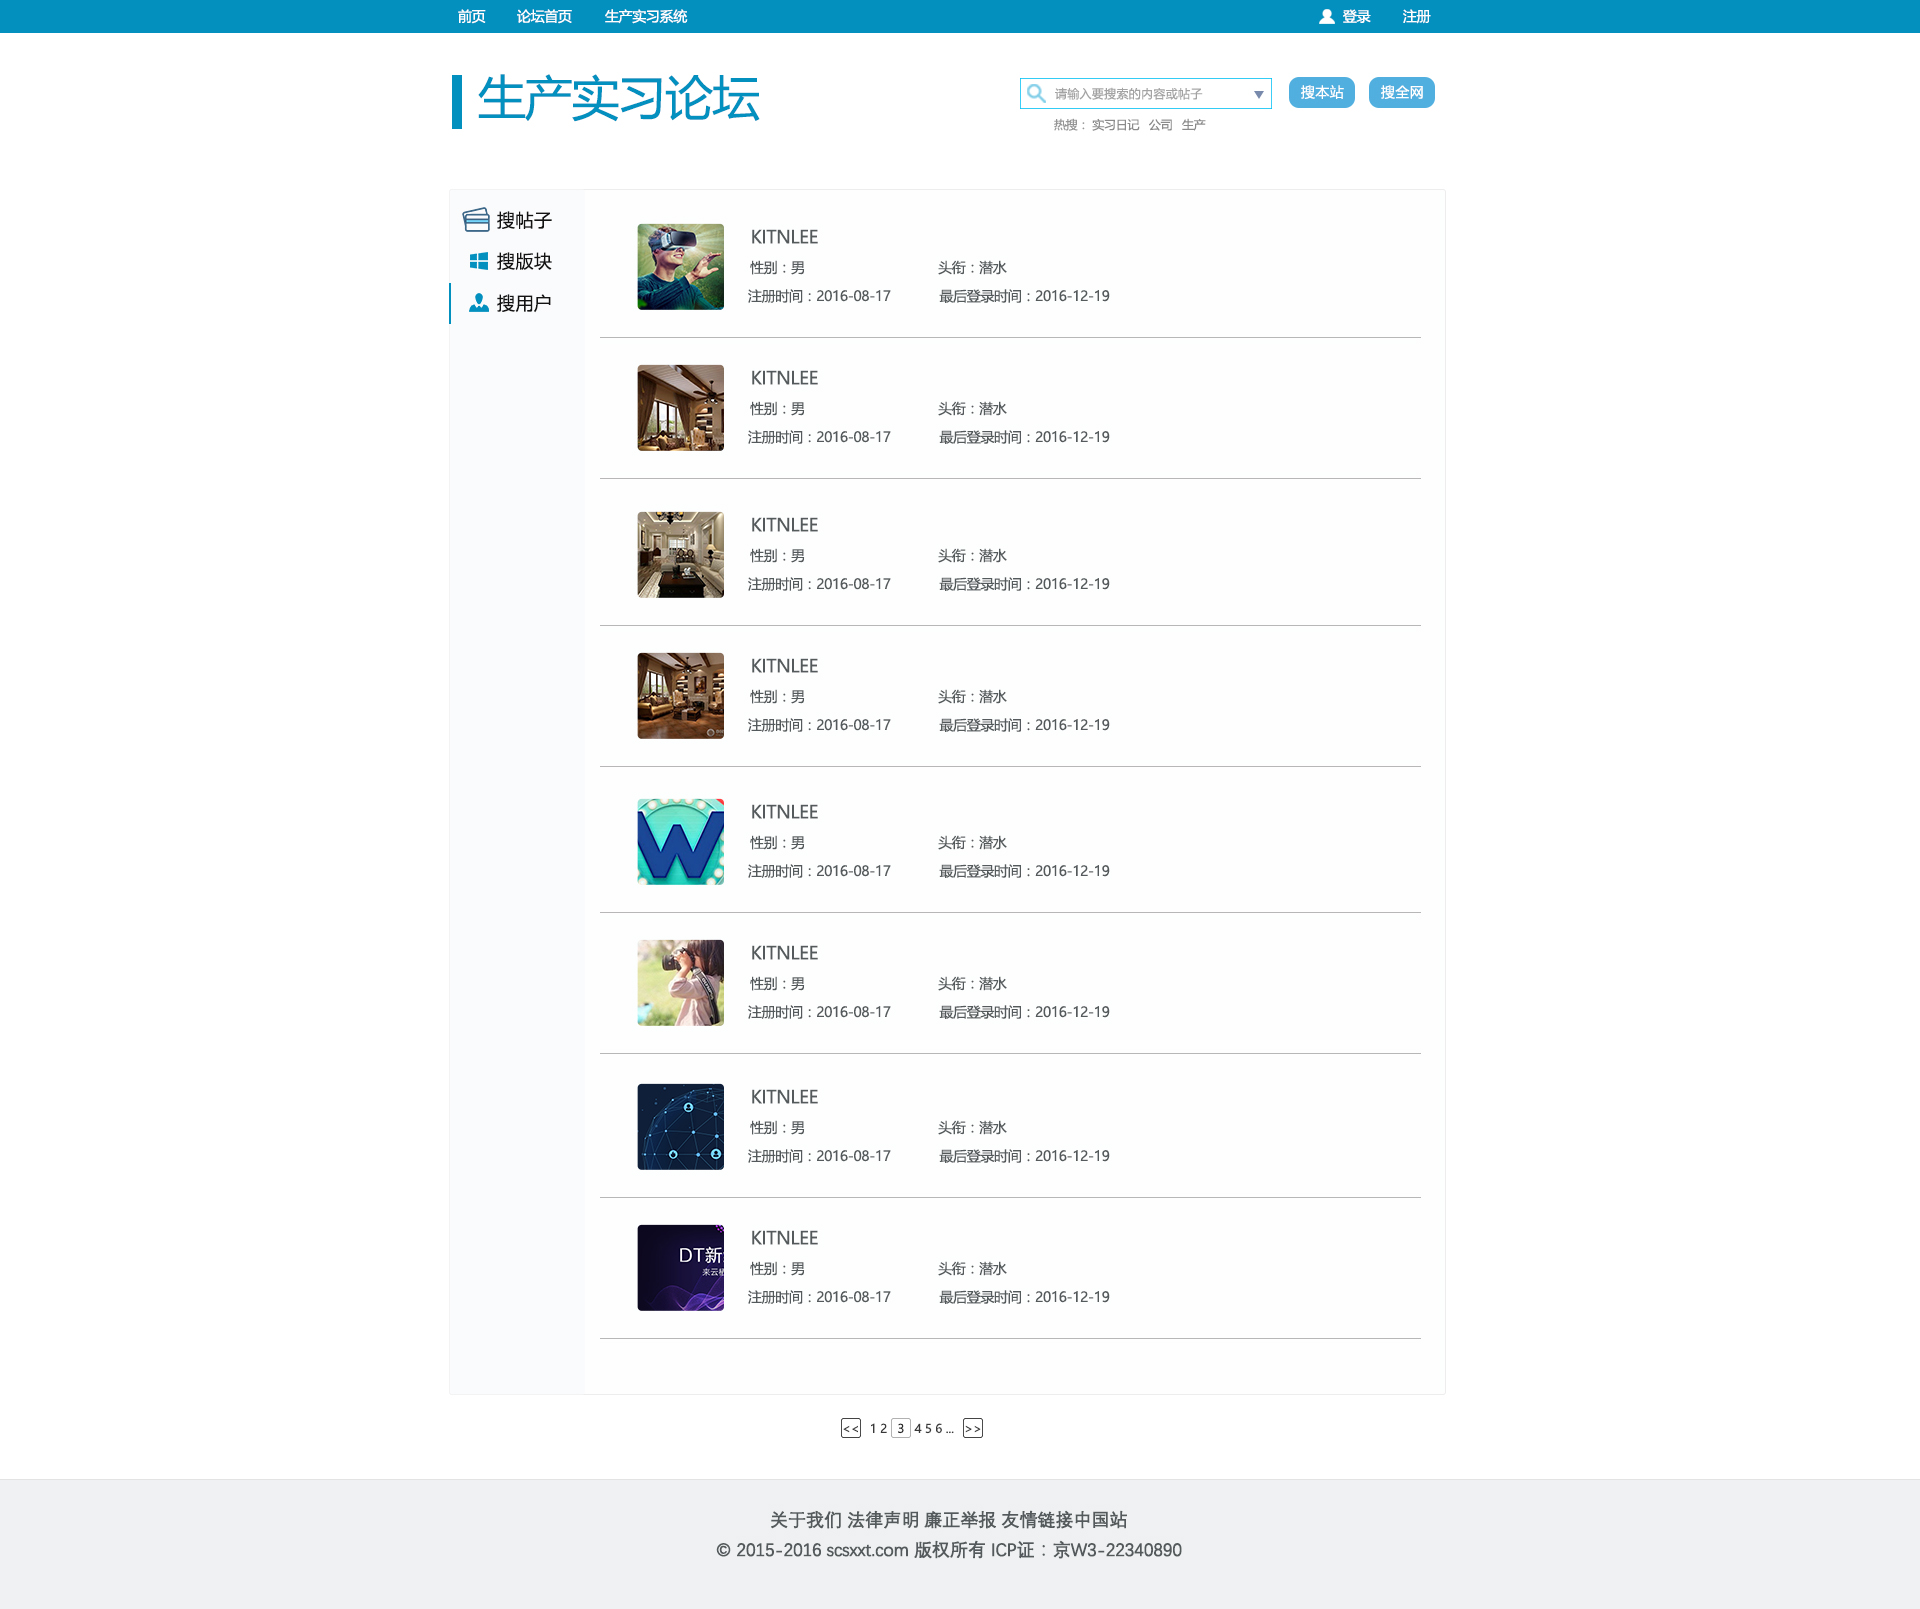 前页 论坛首页 生产实习系统 登录 注册
生产实习论坛
请输入要搜索的内容或帖子 搜本站 搜全网
热搜： 实习日记 公司 生产
搜帖子
搜版块
搜用户
KITNLEE
性别：男 头衔：潜水
注册时间：2016-08-17 最后登录时间：2016-12-19
KITNLEE
性别：男 头衔：潜水
注册时间：2016-08-17 最后登录时间：2016-12-19
KITNLEE
性别：男 头衔：潜水
注册时间：2016-08-17 最后登录时间：2016-12-19
KITNLEE
性别：男 头衔：潜水
注册时间：2016-08-17 最后登录时间：2016-12-19
W
KITNLEE
性别：男 头衔：潜水
注册时间：2016-08-17 最后登录时间：2016-12-19
KITNLEE
性别：男 头衔：潜水
注册时间：2016-08-17 最后登录时间：2016-12-19
KITNLEE
性别：男 头衔：潜水
注册时间：2016-08-17 最后登录时间：2016-12-19
DT新
来云
KITNLEE
性别：男 头衔：潜水
注册时间：2016-08-17 最后登录时间：2016-12-19
<< 1 2 3 4 5 6 ... >>
关于我们 法律声明 廉正举报 友情链接中国站
© 2015-2016 scsxxt.com 版权所有 ICP证：京W3-22340890